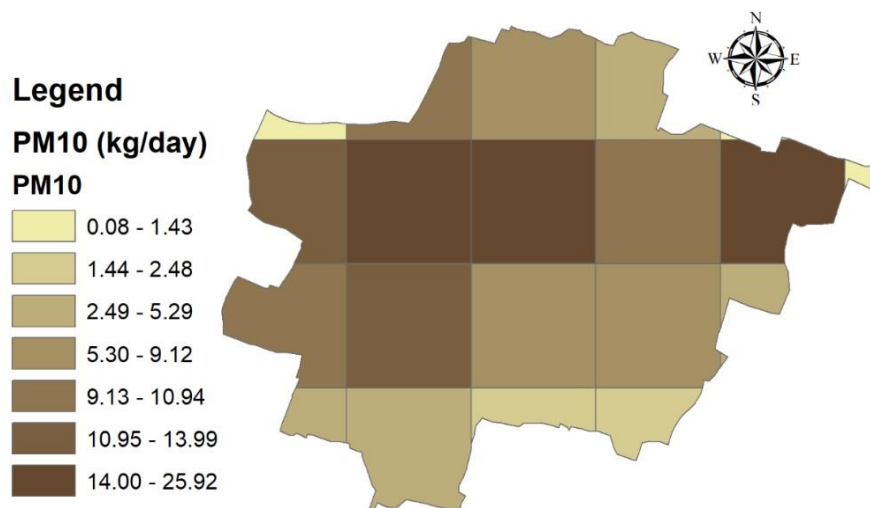 N
W E
S
Legend
PM10 (kg/day)
PM10
0.08 - 1.43
1.44 - 2.48
2.49 - 5.29
5.30 - 9.12
9.13 - 10.94
10.95 - 13.99
14.00 - 25.92